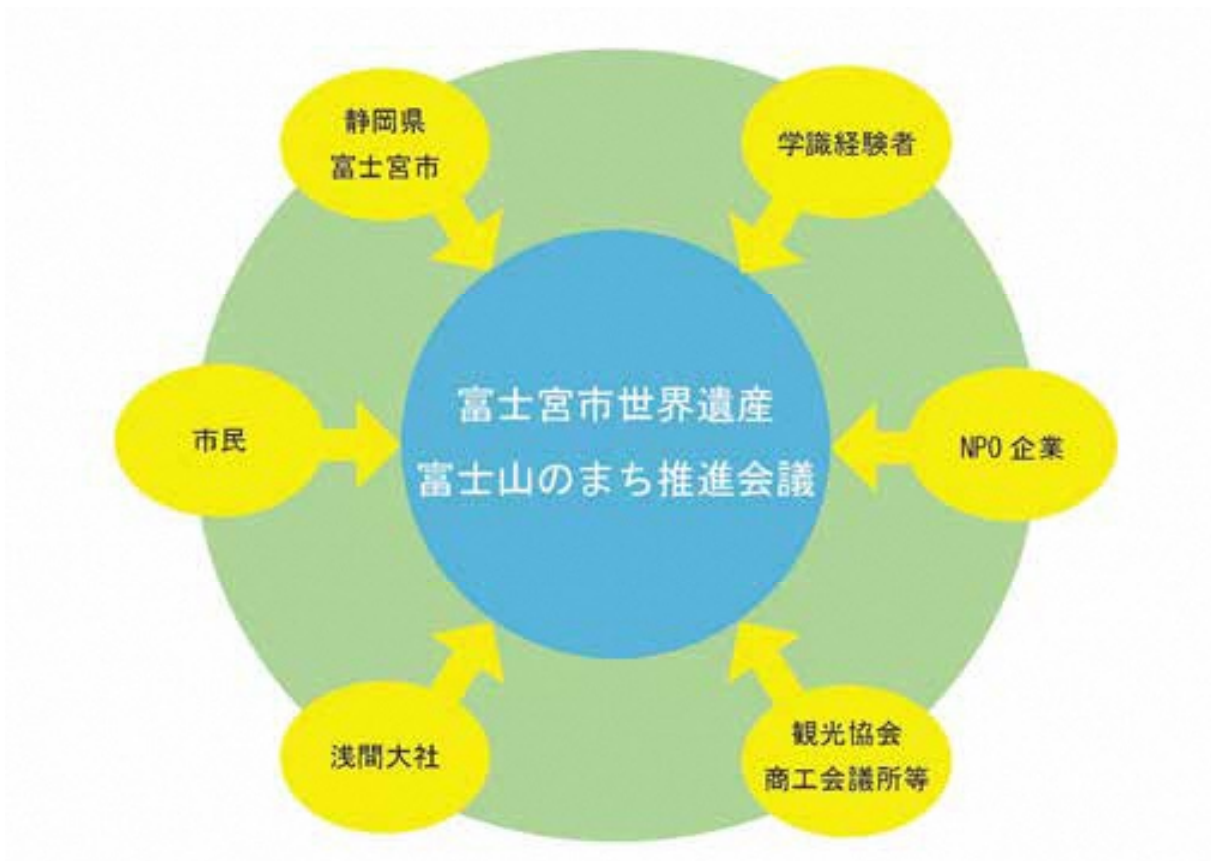 静岡県
富士宮市
学識経験者
市民
富士宮市世界遺産
富士山のまち推進会議
NPO 企業
浅間大社
観光協会
商工会議所等